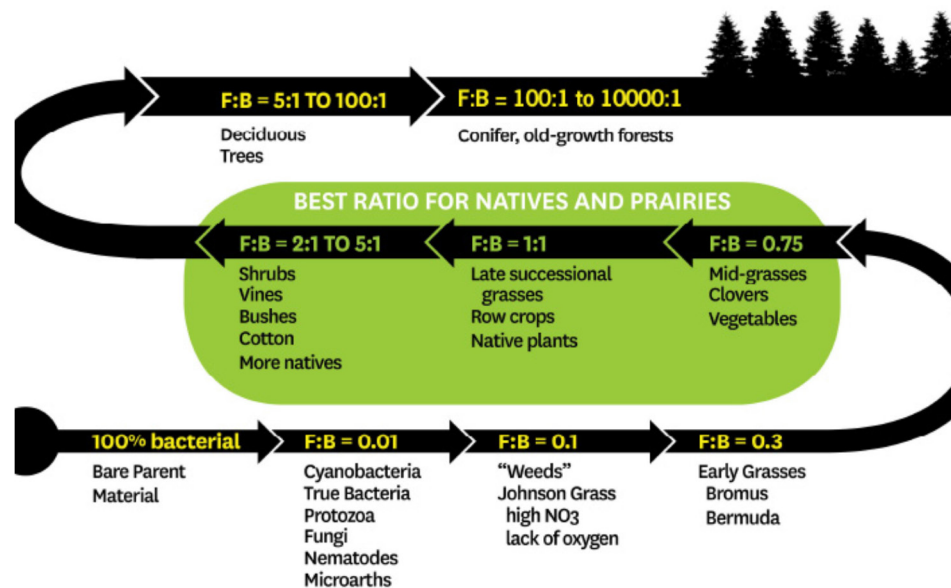 F:B = 5:1 TO 100:1
Deciduous
Trees
F:B = 100:1 to 10000:1
Conifer, old-growth forests
BEST RATIO FOR NATIVES AND PRAIRIES
F:B = 2:1 TO 5:1
Shrubs
Vines
Bushes
Cotton
More natives
F:B = 1:1
Late successional
grasses
Row crops
Native plants
F:B = 0.75
Mid-grasses
Clovers
Vegetables
100% bacterial
Bare Parent
Material
F:B = 0.01
Cyanobacteria
True Bacteria
Protozoa
Fungi
Nematodes
Microarths
F:B = 0.1
“Weeds”
Johnson Grass
high NO3
lack of oxygen
F:B = 0.3
Early Grasses
Bromus
Bermuda